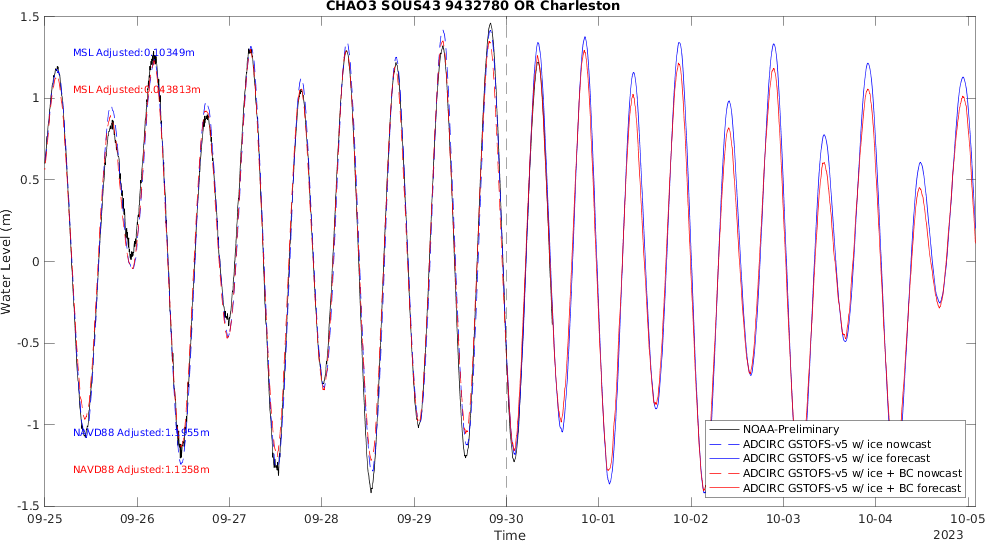 CHAO3 SOUS43 9432780 OR Charleston
1.5
MSL Adjusted:0.10349m
MSL Adjusted:0.043813m
1
0.5
Water Level (m)
0
-0.5
-1
NAVD88 Adjusted:1.1955m
NAVD88 Adjusted:1.1358m
-1.5
NOAA-Preliminary
ADCIRC GSTOFS-v5 w/ ice nowcast
ADCIRC GSTOFS-v5 w/ ice forecast
ADCIRC GSTOFS-v5 w/ ice + BC nowcast
ADCIRC GSTOFS-v5 w/ ice + BC forecast
09-25 09-26 09-27 09-28 09-29 09-30 10-01 10-02 10-03 10-04 10-05
Time
2023